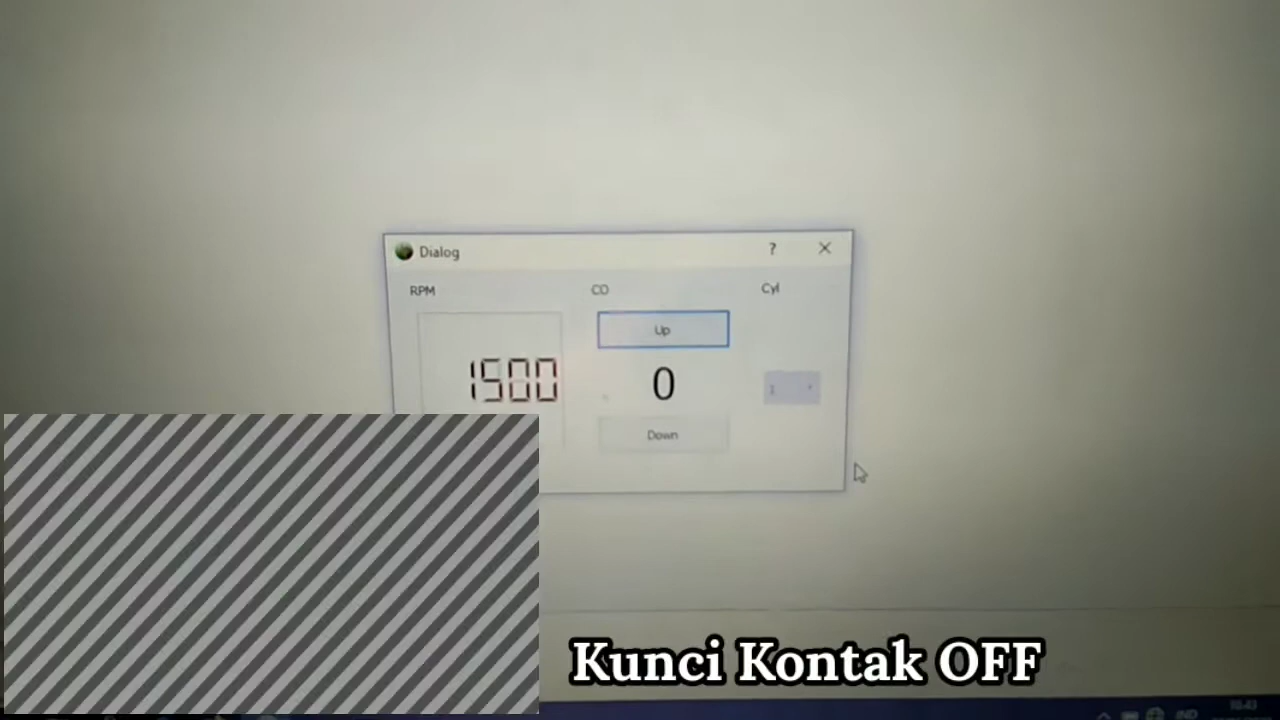 Dialog ? ×
RPM CO Cyl
Up
1500 0
Down
Kunci Kontak OFF